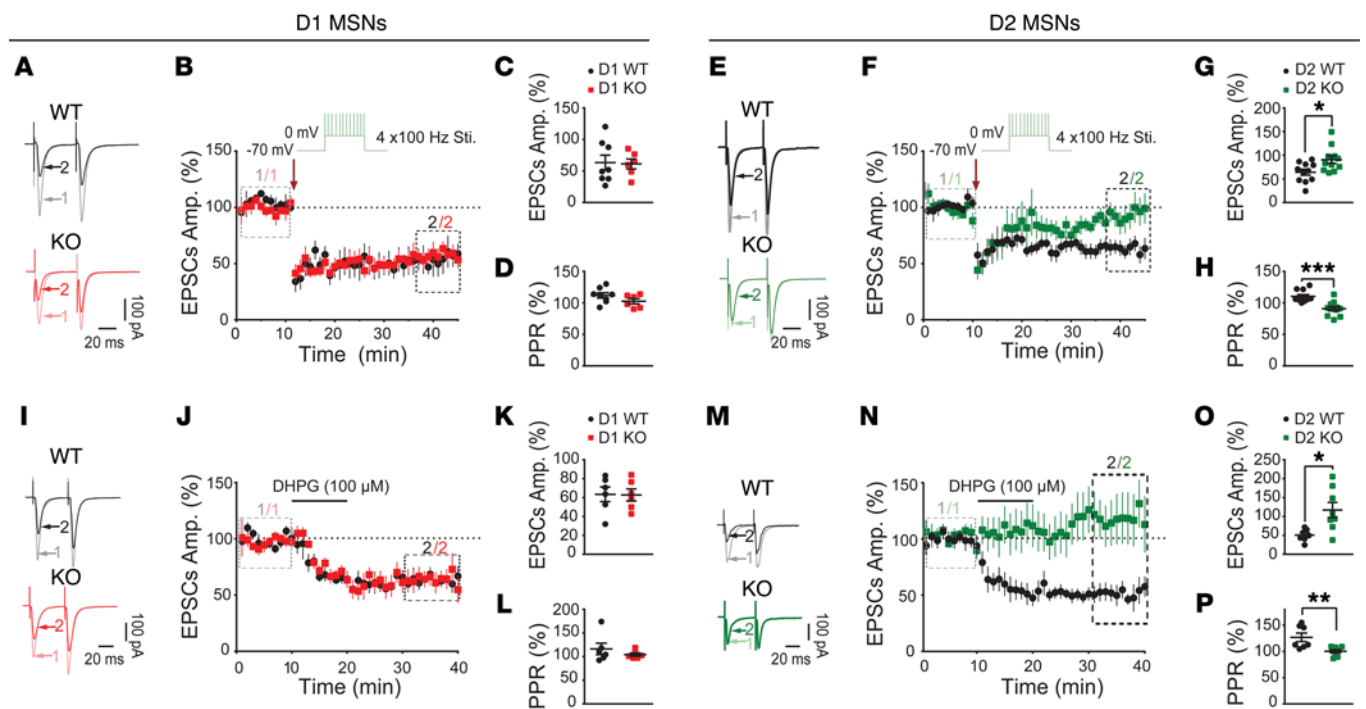 D1 MSNs
D2 MSNs
A
WT
2
1
KO
2
1
100 pA
20 ms
B
0 mV
-70 mV
4 x100 Hz Sti.
1/1
2/2
EPSCs Amp. (%)
150
100
50
0
0 10 20 30 40
Time (min)
C
D1 WT
D1 KO
EPSCs Amp. (%)
150
100
50
0
D
PPR (%)
150
100
50
0
E
WT
2
1
KO
2
1
100 pA
20 ms
F
0 mV
-70 mV
4 x100 Hz Sti.
1/1
2/2
EPSCs Amp. (%)
150
100
50
0
0 10 20 30 40
Time (min)
G
D2 WT
D2 KO
*
EPSCs Amp. (%)
200
150
100
50
0
H
***
PPR (%)
150
100
50
0
I
WT
2
1
KO
2
1
100 pA
20 ms
J
DHPG (100 μM)
1/1
2/2
EPSCs Amp. (%)
150
100
50
0
0 10 20 30 40
Time (min)
K
D1 WT
D1 KO
EPSCs Amp. (%)
100
80
60
40
20
0
L
PPR (%)
200
150
100
50
0
M
WT
2
1
KO
2
1
100 pA
20 ms
N
DHPG (100 μM)
1/1
2/2
EPSCs Amp. (%)
150
100
50
0
0 10 20 30 40
Time (min)
O
D2 WT
D2 KO
*
EPSCs Amp. (%)
250
200
150
100
50
0
P
**
PPR (%)
200
150
100
50
0